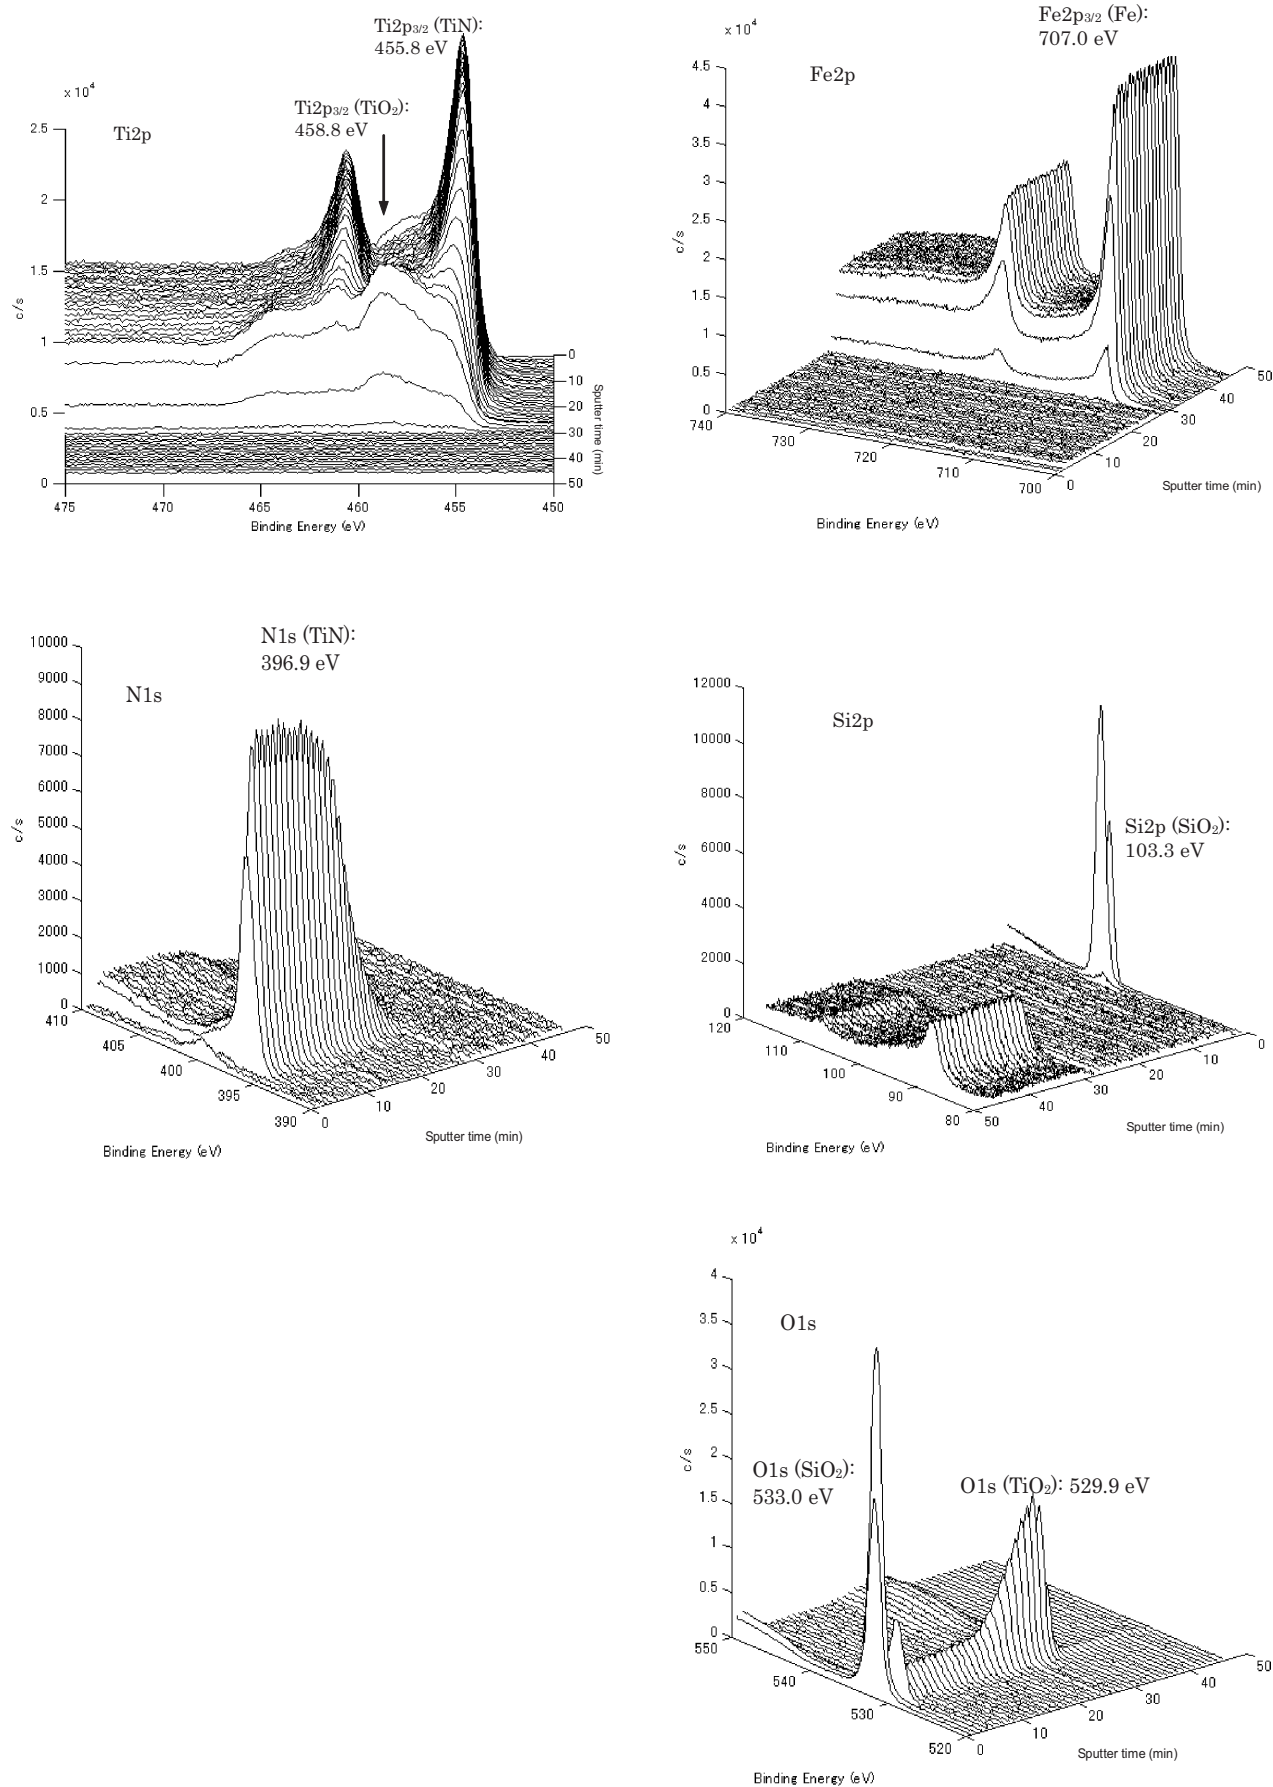 Ti2p3/2 (TiN):
455.8 eV
x 10^4
Ti2p3/2 (TiO2):
458.8 eV
Ti2p
2.5
2
1.5
1
0.5
0
c/s
475
470
465
460
455
450
Binding Energy (eV)
0
10
20
30
40
50
Sputter time (min)
Fe2p3/2 (Fe):
707.0 eV
x 10^4
Fe2p
4.5
4
3.5
3
2.5
2
1.5
1
0.5
0
c/s
740
730
720
710
700
0
10
20
30
40
50
Sputter time (min)
Binding Energy (eV)
N1s (TiN):
396.9 eV
N1s
10000
9000
8000
7000
6000
5000
4000
3000
2000
1000
0
c/s
410
405
400
395
390
0
10
20
30
40
50
Sputter time (min)
Binding Energy (eV)
Si2p
12000
10000
8000
6000
4000
2000
0
c/s
Si2p (SiO2):
103.3 eV
120
110
100
90
80
50
40
30
20
10
0
Sputter time (min)
Binding Energy (eV)
x 10^4
O1s
4
3.5
3
2.5
2
1.5
1
0.5
0
c/s
O1s (SiO2):
533.0 eV
O1s (TiO2): 529.9 eV
550
540
530
520
0
10
20
30
40
50
Sputter time (min)
Binding Energy (eV)